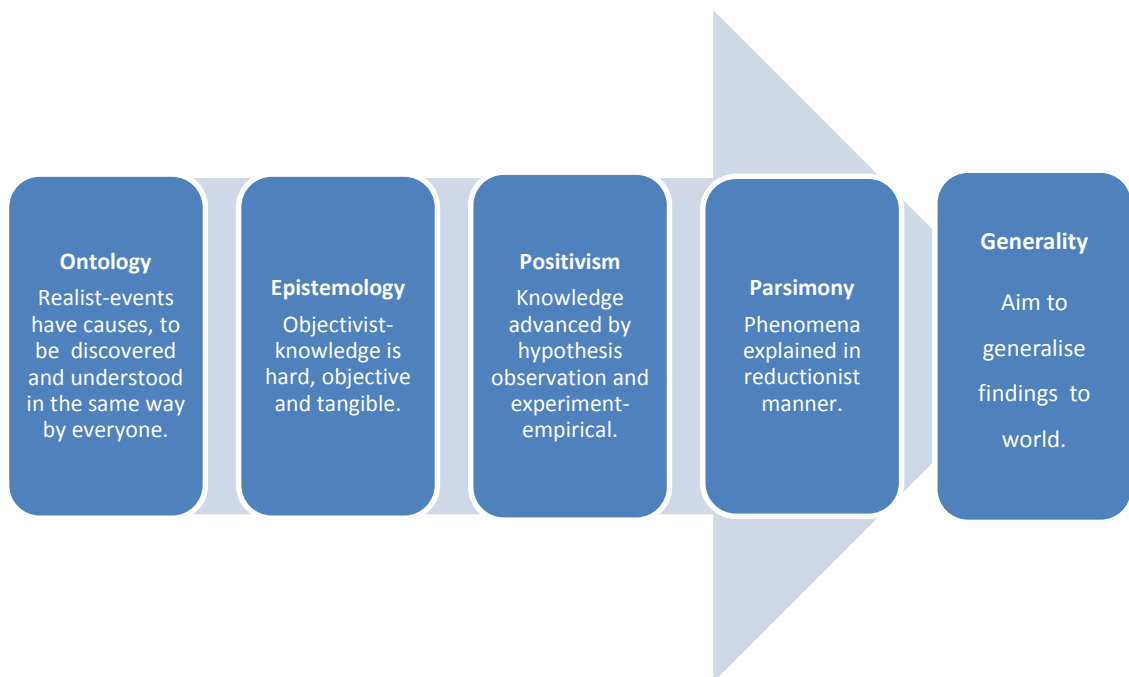 Ontology
Realist-events
have causes, to
be discovered
and understood
in the same way
by everyone.
Epistemology
Objectivist-
knowledge is
hard, objective
and tangible.
Positivism
Knowledge
advanced by
hypothesis
observation and
experiment-
empirical.
Parsimony
Phenomena
explained in
reductionist
manner.
Generality
Aim to
generalise
findings to
world.